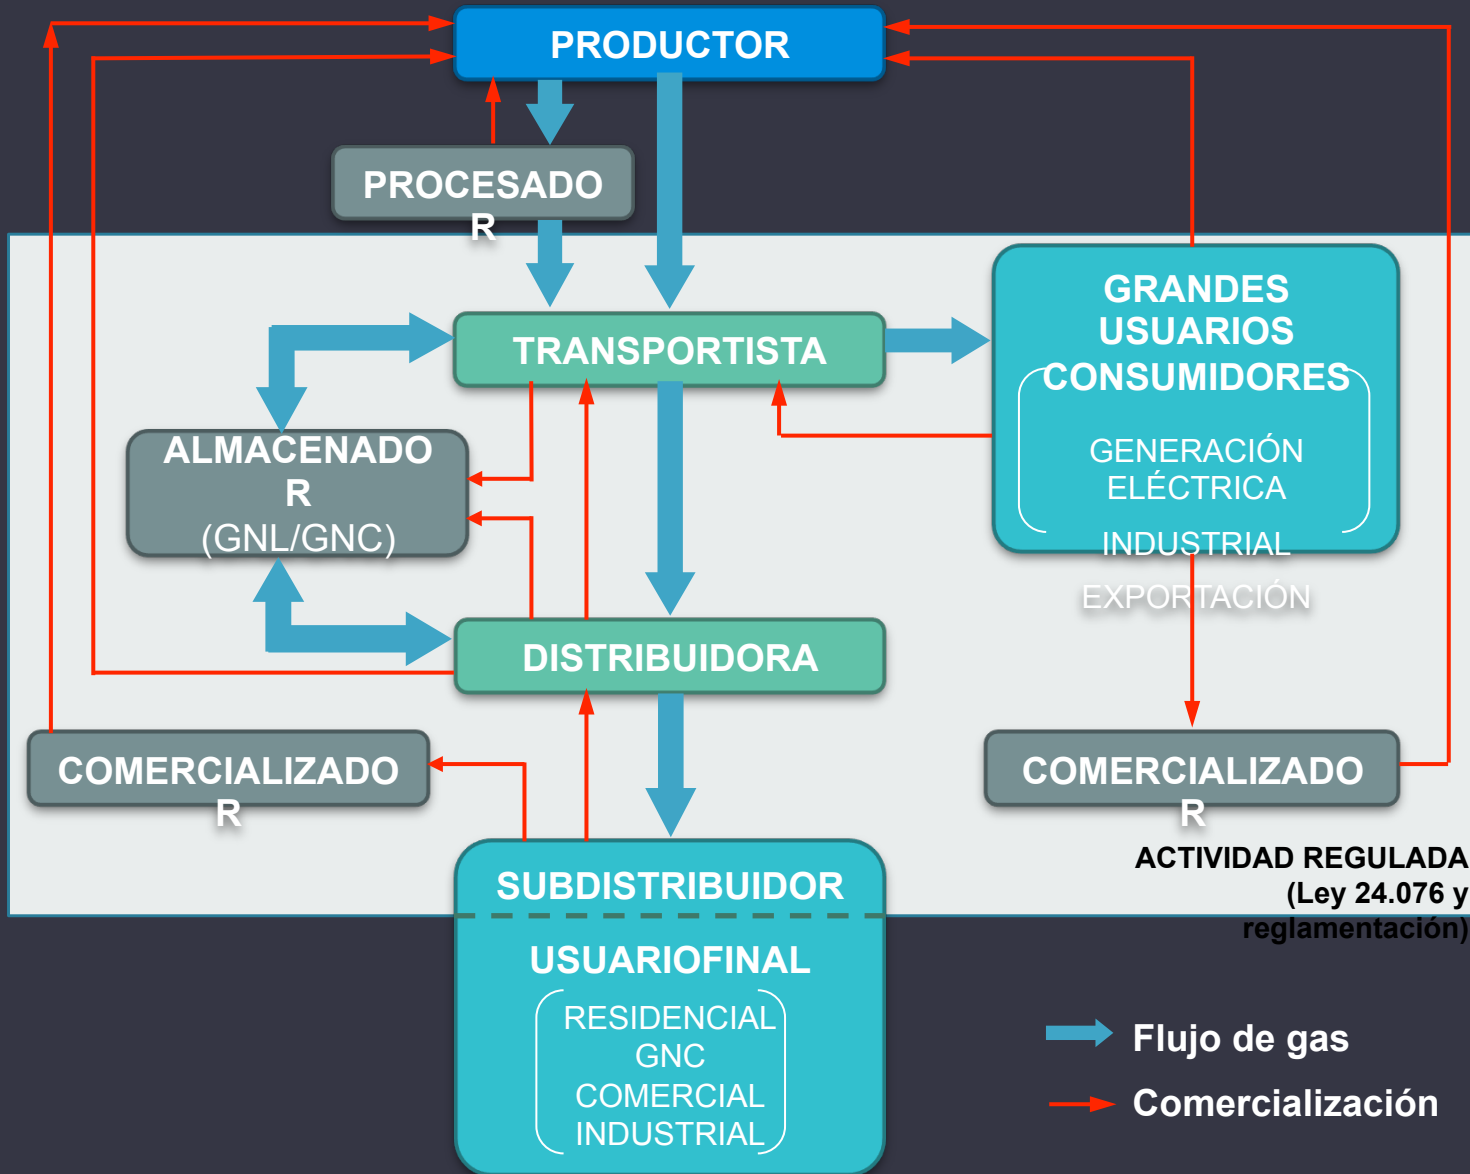 PRODUCTOR
PROCESADO
R
TRANSPORTISTA
GRANDES
USUARIOS
CONSUMIDORES
GENERACIÓN
ELÉCTRICA
INDUSTRIAL
EXPORTACIÓN
ALMACENADO
R
(GNL/GNC)
DISTRIBUIDORA
COMERCIALIZADO
R
COMERCIALIZADO
R
ACTIVIDAD REGULADA
(Ley 24.076 y
reglamentación)
SUBDISTRIBUIDOR
USUARIOFINAL
RESIDENCIAL
GNC
COMERCIAL
INDUSTRIAL
Flujo de gas
Comercialización